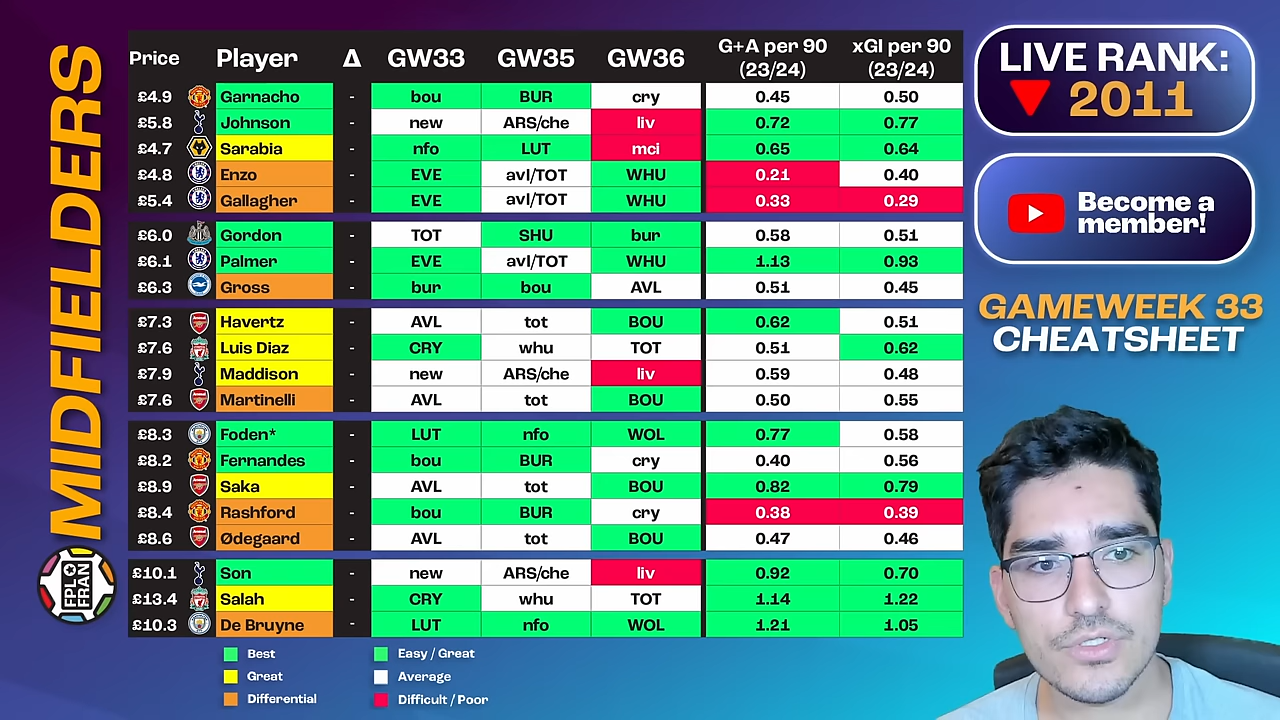 MIDFIELDERS
FPL FRAN
Price Player Δ GW33 GW35 GW36 G+A per 90 (23/24) xGI per 90 (23/24)
£4.9 Garnacho - bou BUR cry 0.45 0.50
£5.8 Johnson - new ARS/che liv 0.72 0.77
£4.7 Sarabia - nfo LUT mci 0.65 0.64
£4.8 Enzo - EVE avl/TOT WHU 0.21 0.40
£5.4 Gallagher - EVE avl/TOT WHU 0.33 0.29
£6.0 Gordon - TOT SHU bur 0.58 0.51
£6.1 Palmer - EVE avl/TOT WHU 1.13 0.93
£6.3 Gross - bur bou AVL 0.51 0.45
£7.3 Havertz - AVL tot BOU 0.62 0.51
£7.6 Luis Diaz - CRY whu TOT 0.51 0.62
£7.9 Maddison - new ARS/che liv 0.59 0.48
£7.6 Martinelli - AVL tot BOU 0.50 0.55
£8.3 Foden* - LUT nfo WOL 0.77 0.58
£8.2 Fernandes - bou BUR cry 0.40 0.56
£8.9 Saka - AVL tot BOU 0.82 0.79
£8.4 Rashford - bou BUR cry 0.38 0.39
£8.6 Ødegaard - AVL tot BOU 0.47 0.46
£10.1 Son - new ARS/che liv 0.92 0.70
£13.4 Salah - CRY whu TOT 1.14 1.22
£10.3 De Bruyne - LUT nfo WOL 1.21 1.05
Best Easy / Great
Great Average
Differential Difficult / Poor
LIVE RANK:
2011
Become a
member!
GAMEWEEK 33
CHEATSHEET